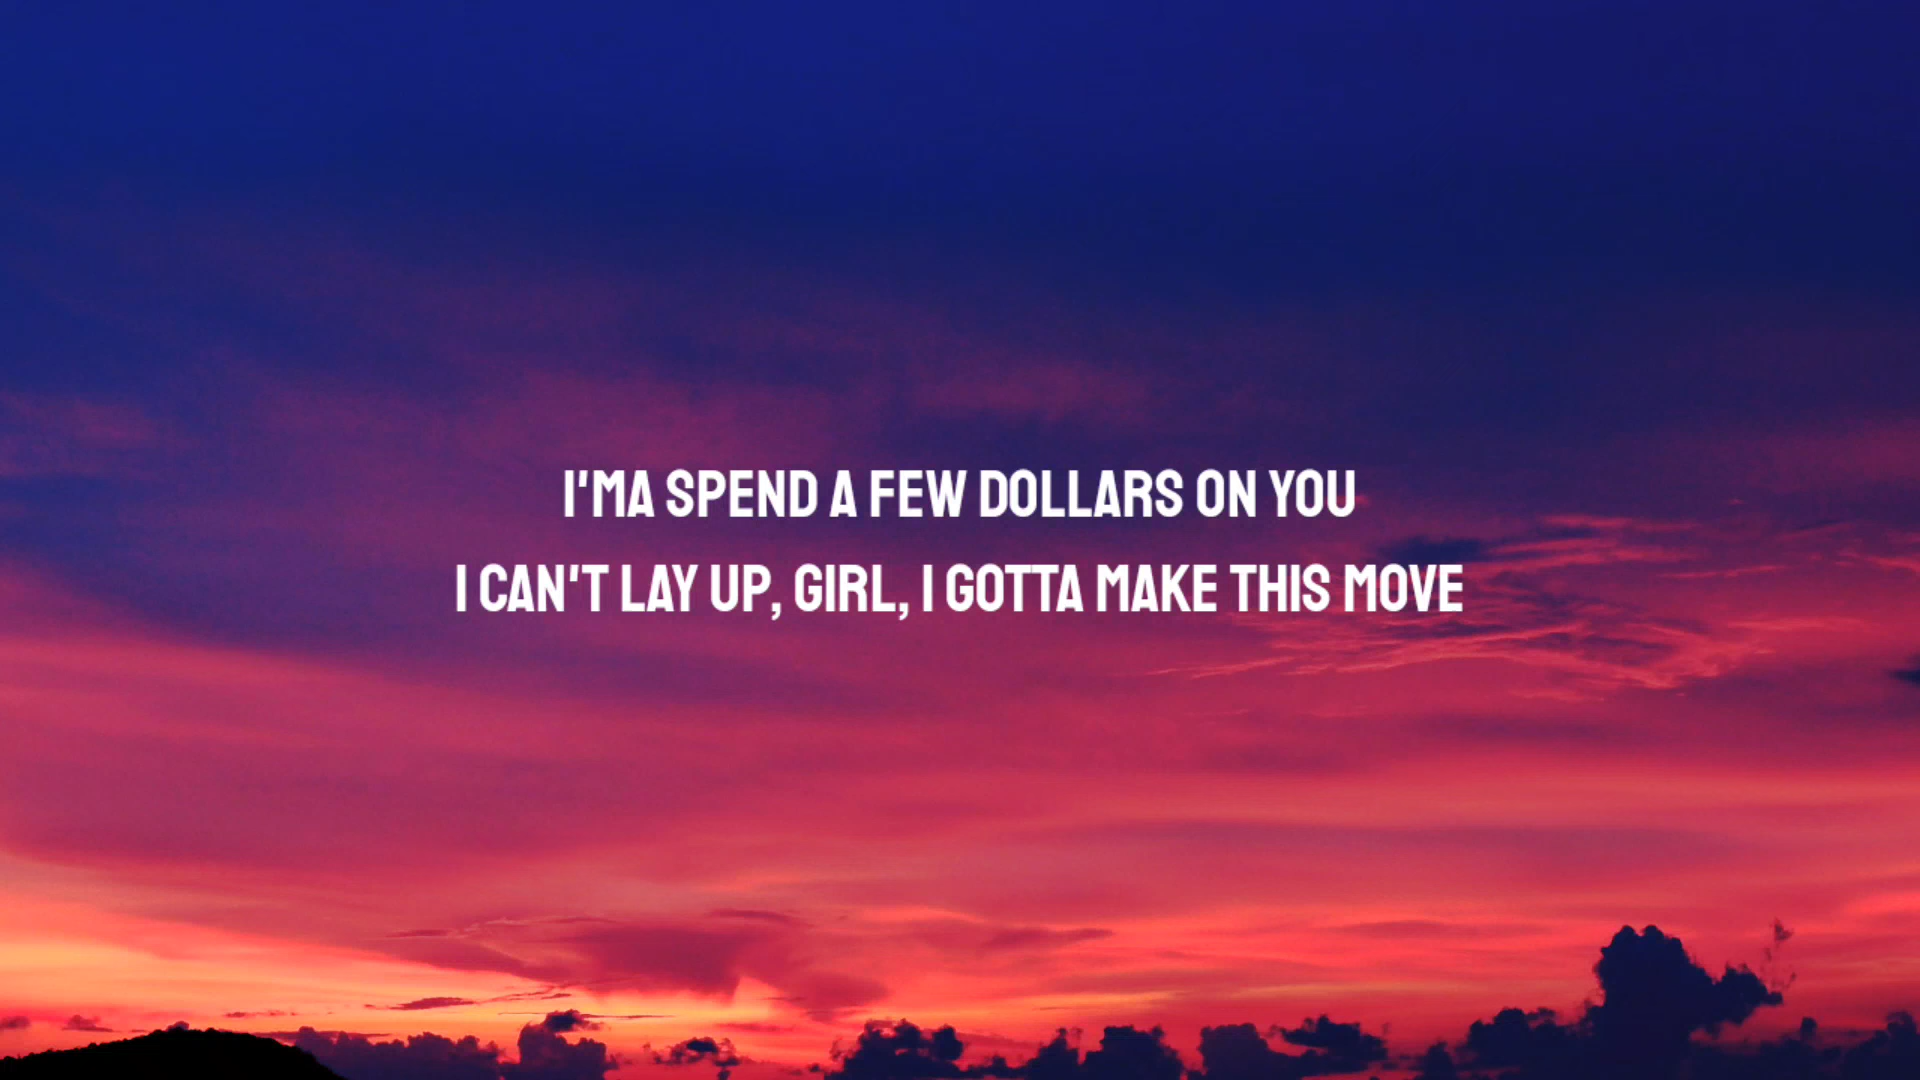 I'MA SPEND A FEW DOLLARS ON YOU
I CAN'T LAY UP, GIRL, I GOTTA MAKE THIS MOVE